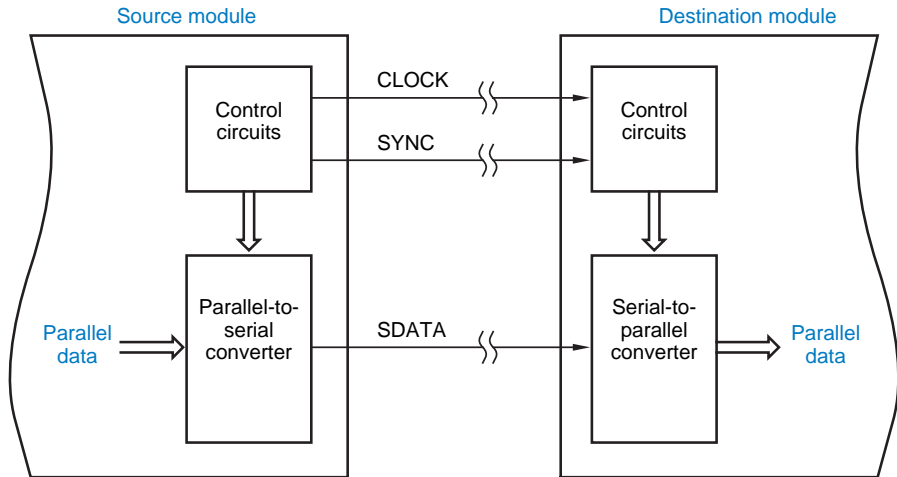 Source module
Destination module
CLOCK
Control
circuits
Control
circuits
SYNC
Parallel-to-
serial
converter
Serial-to-
parallel
converter
SDATA
Parallel
data
Parallel
data